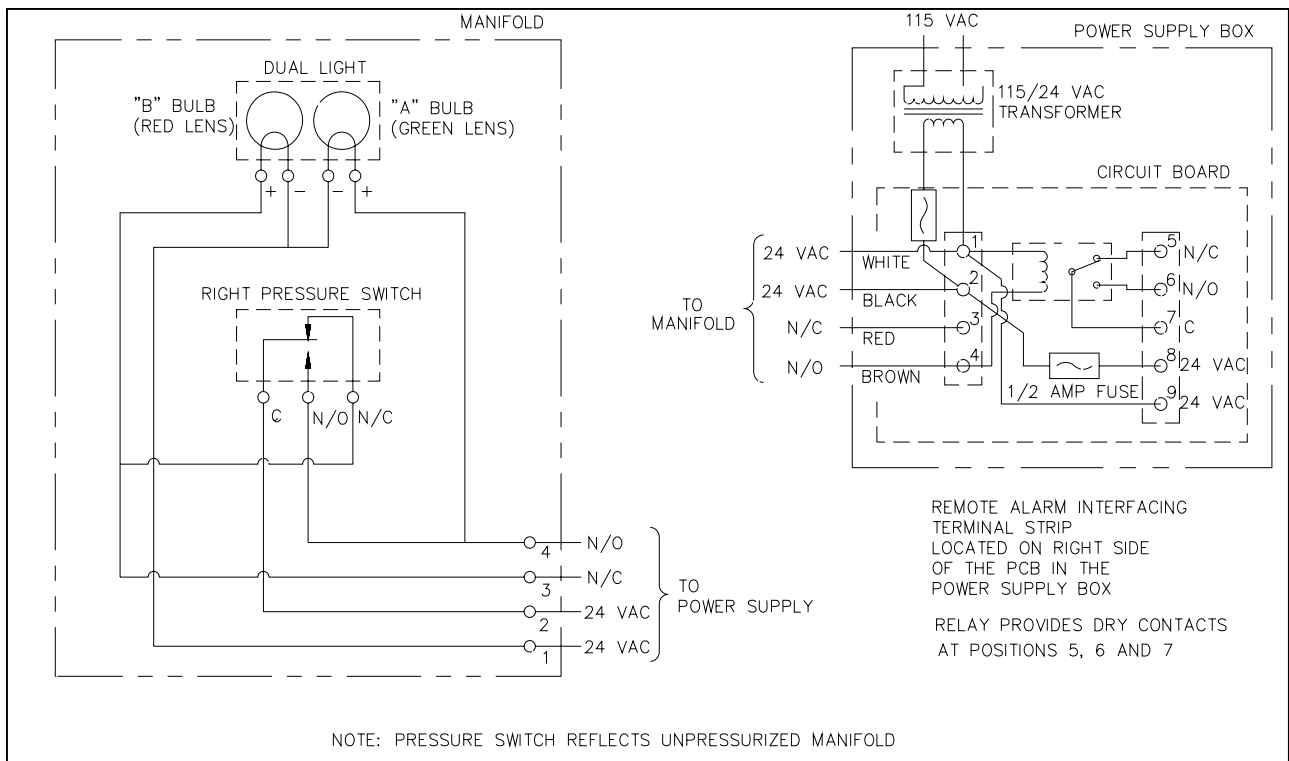 MANIFOLD
DUAL LIGHT
"B" BULB
(RED LENS)
"A" BULB
(GREEN LENS)
+
-
-
+
RIGHT PRESSURE SWITCH
C
N/O
N/C
4
N/O
3
N/C
2
24 VAC
1
24 VAC
TO
POWER SUPPLY
115 VAC
POWER SUPPLY BOX
115/24 VAC
TRANSFORMER
CIRCUIT BOARD
TO
MANIFOLD
24 VAC
WHITE
1
24 VAC
BLACK
2
N/C
RED
3
N/O
BROWN
4
1/2 AMP FUSE
5
N/C
6
N/O
7
C
8
24 VAC
9
24 VAC
REMOTE ALARM INTERFACING
TERMINAL STRIP
LOCATED ON RIGHT SIDE
OF THE PCB IN THE
POWER SUPPLY BOX
RELAY PROVIDES DRY CONTACTS
AT POSITIONS 5, 6 AND 7
NOTE: PRESSURE SWITCH REFLECTS UNPRESSURIZED MANIFOLD